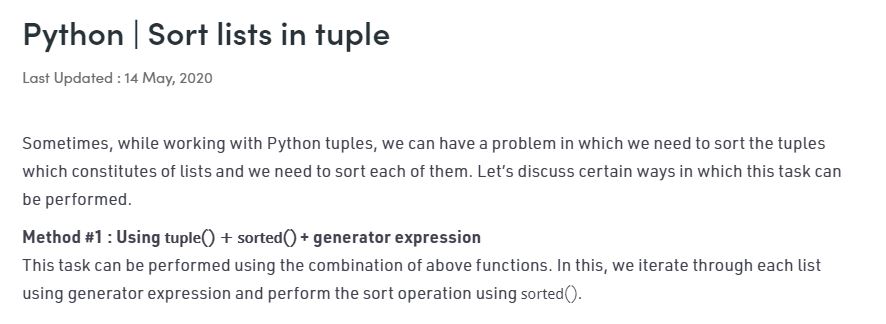 Python | Sort lists in tuple
Last Updated : 14 May, 2020
Sometimes, while working with Python tuples, we can have a problem in which we need to sort the tuples
which constitutes of lists and we need to sort each of them. Let's discuss certain ways in which this task can
be performed.
Method #1 : Using tuple() + sorted() + generator expression
This task can be performed using the combination of above functions. In this, we iterate through each list
using generator expression and perform the sort operation using sorted().